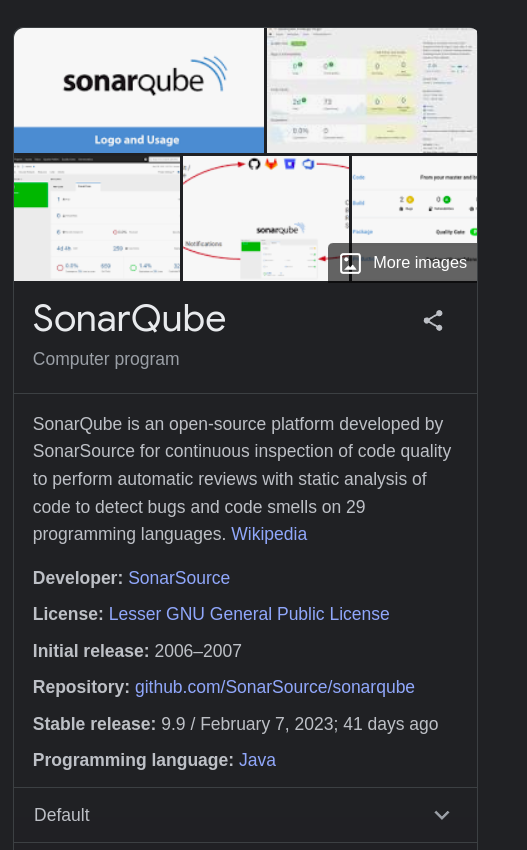 sonarqube
Logo and Usage
Code
From your master and
Build
Package
Quality Gate
sonarqube
Notifications
More images
SonarQube
Computer program
SonarQube is an open-source platform developed by
SonarSource for continuous inspection of code quality
to perform automatic reviews with static analysis of
code to detect bugs and code smells on 29
programming languages. Wikipedia
Developer: SonarSource
License: Lesser GNU General Public License
Initial release: 2006–2007
Repository: github.com/SonarSource/sonarqube
Stable release: 9.9 / February 7, 2023; 41 days ago
Programming language: Java
Default